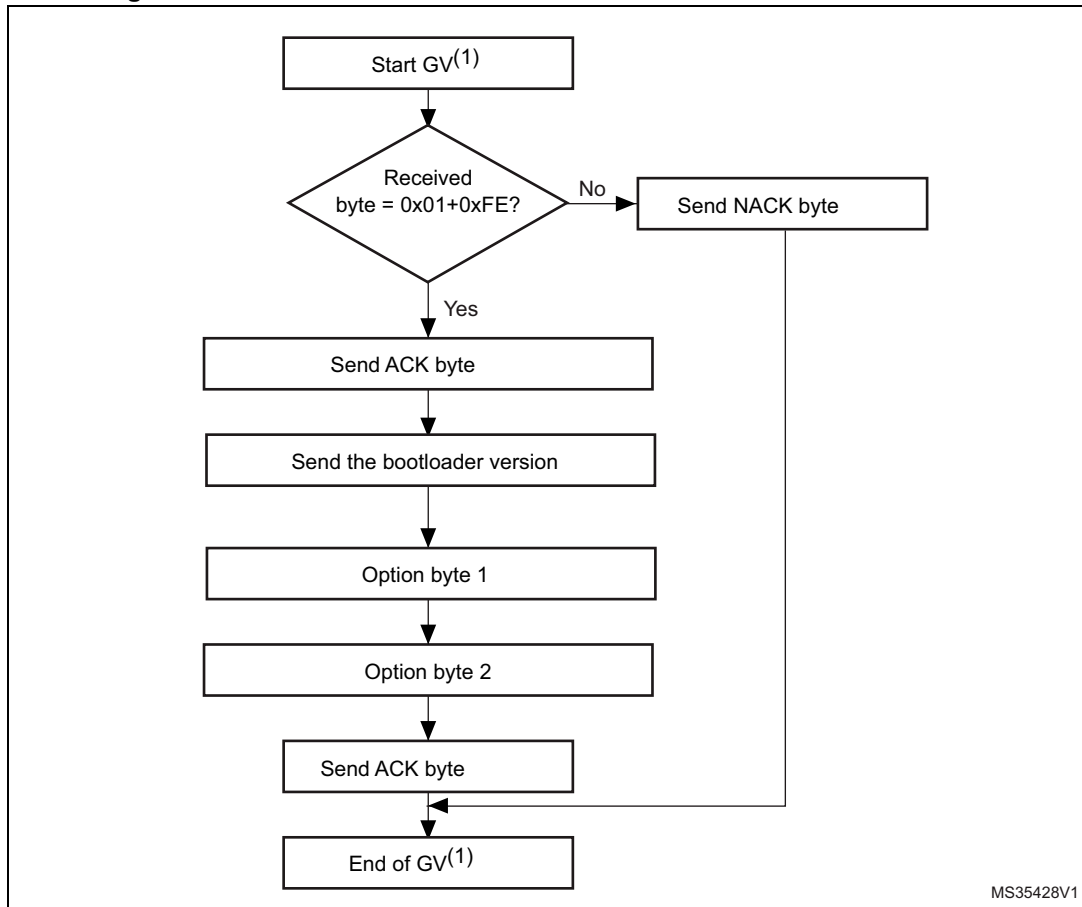 Start GV(1)
Received
byte = 0x01+0xFE?
No
Send NACK byte
Yes
Send ACK byte
Send the bootloader version
Option byte 1
Option byte 2
Send ACK byte
End of GV(1)
MS35428V1